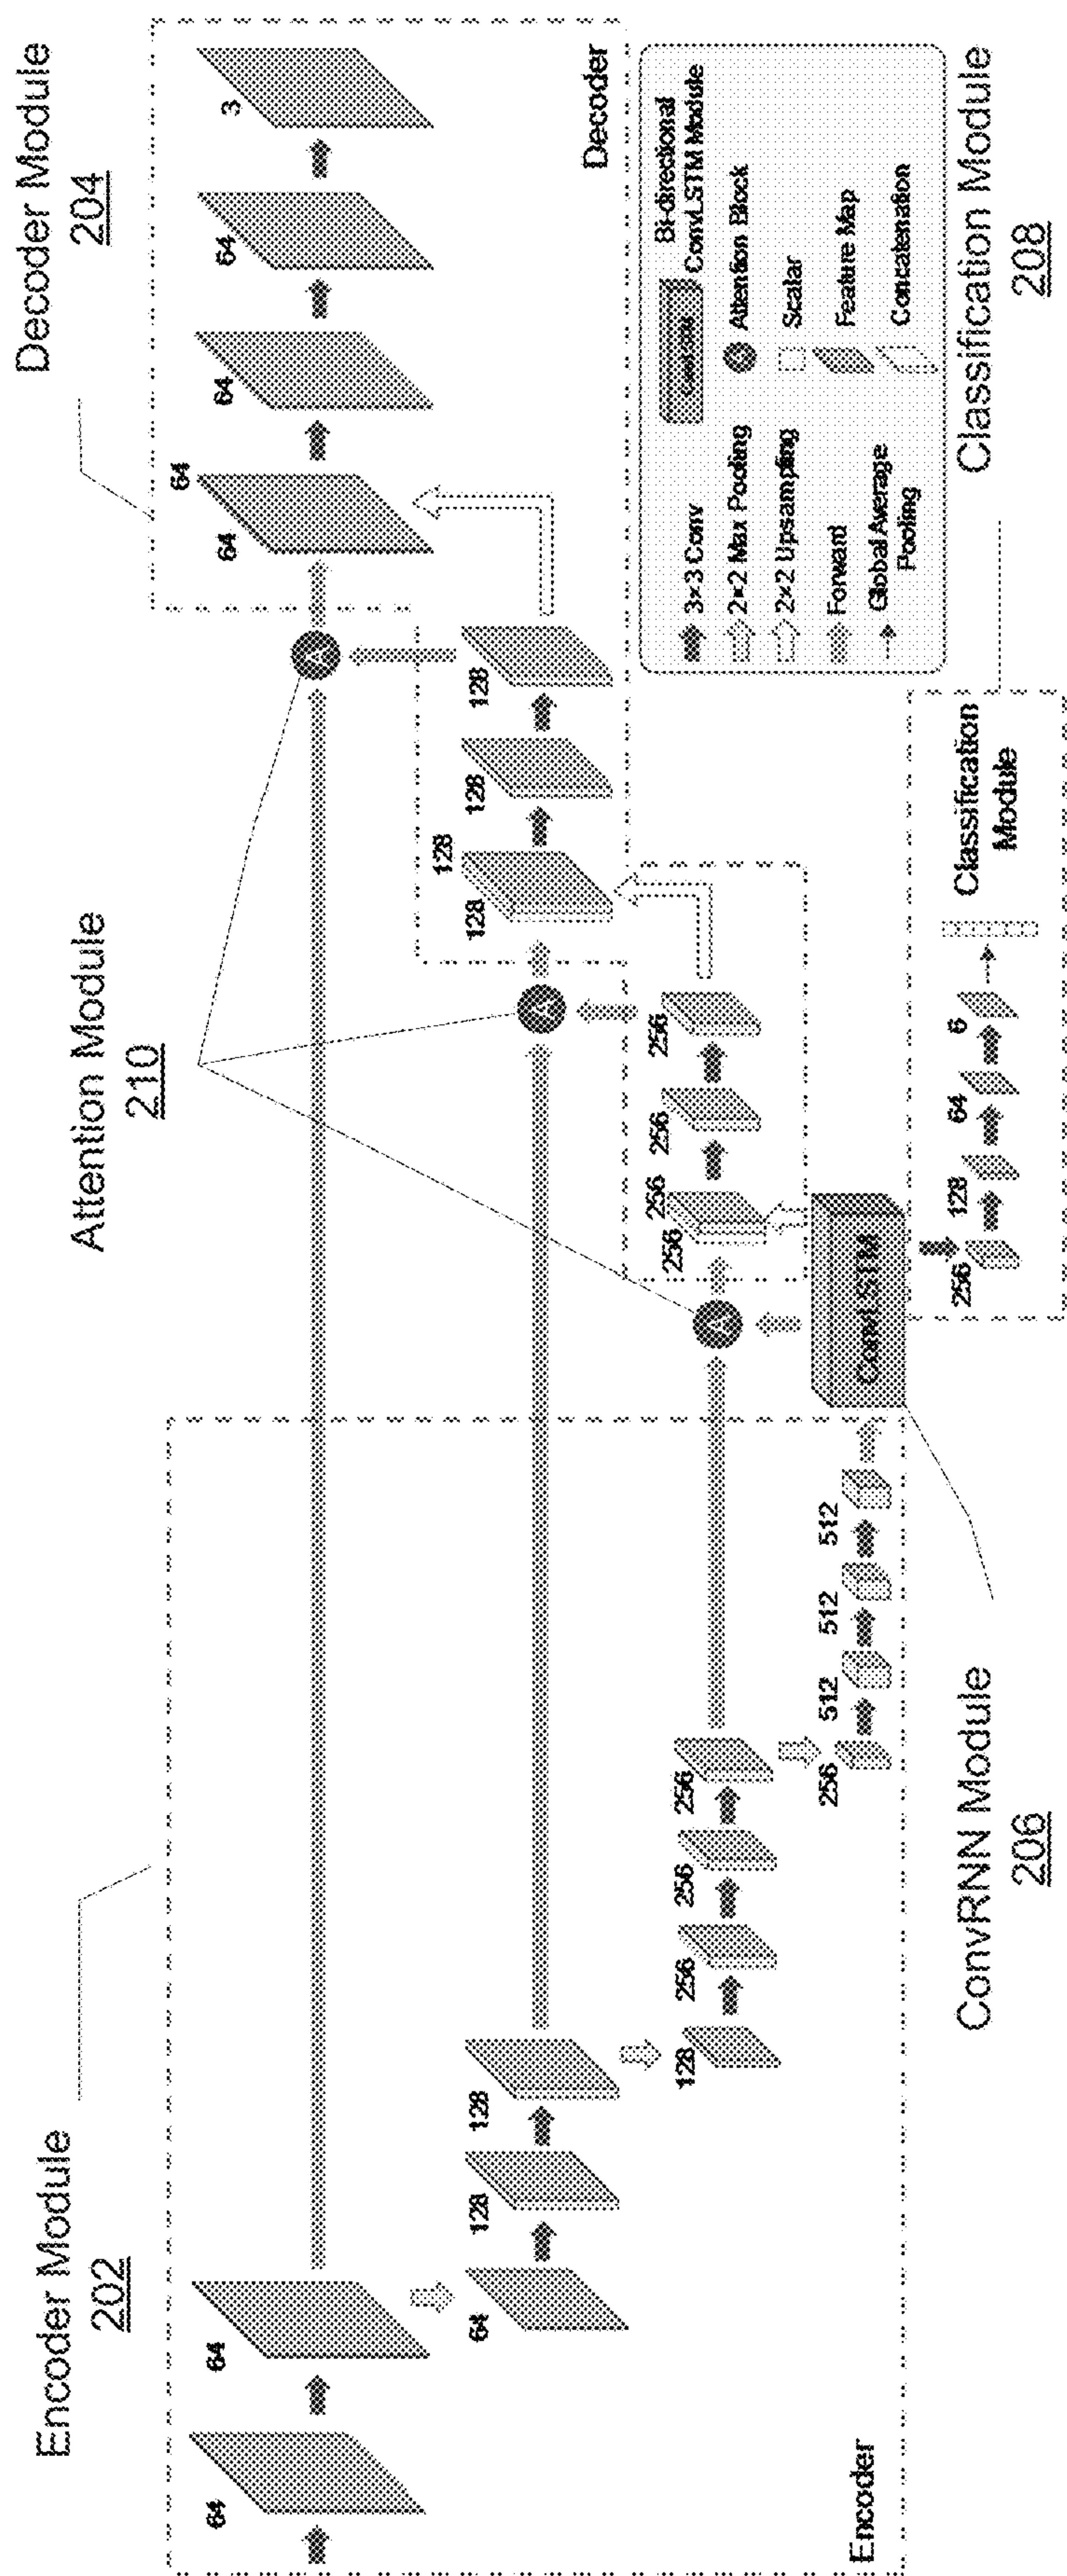 Encoder Module
202
Attention Module
210
Decoder Module
204
64
64
64
64
64
64
3
64
128
128
128
128
128
128
128
256
256
256
256
256
256
256
256
512
512
512
ConvLSTM
Encoder
Decoder
256
128
64
6
Classification
Module
3×3 Conv
2×2 Max Pooling
2×2 Upsampling
Forward
Global Average
Pooling
Bi-directional
ConvLSTM Module
Attention Block
Scalar
Feature Map
Concatenation
A
A
A
A
ConvRNN Module
206
Classification Module
208